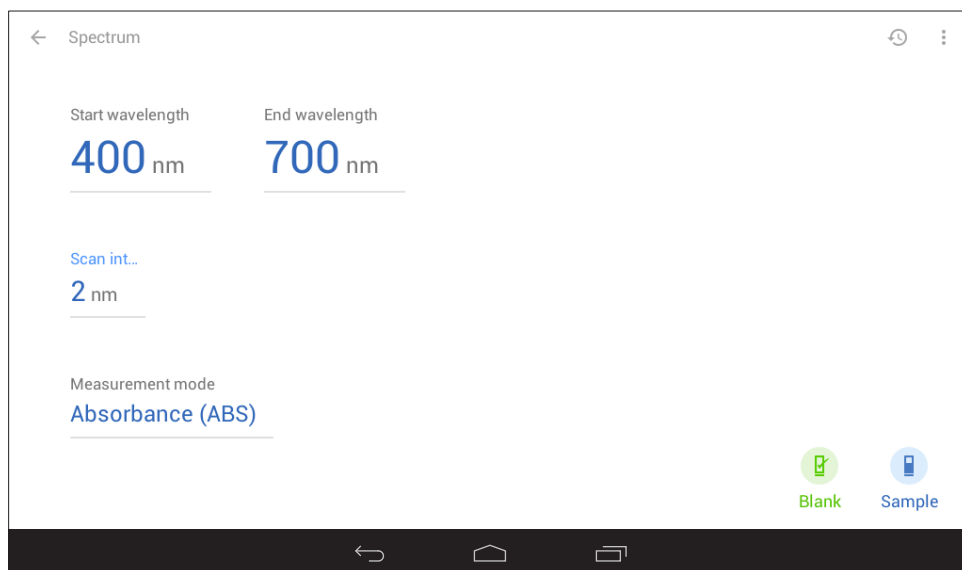 Spectrum
Start wavelength End wavelength
400 nm 700 nm
Scan int...
2 nm
Measurement mode
Absorbance (ABS)
Blank Sample